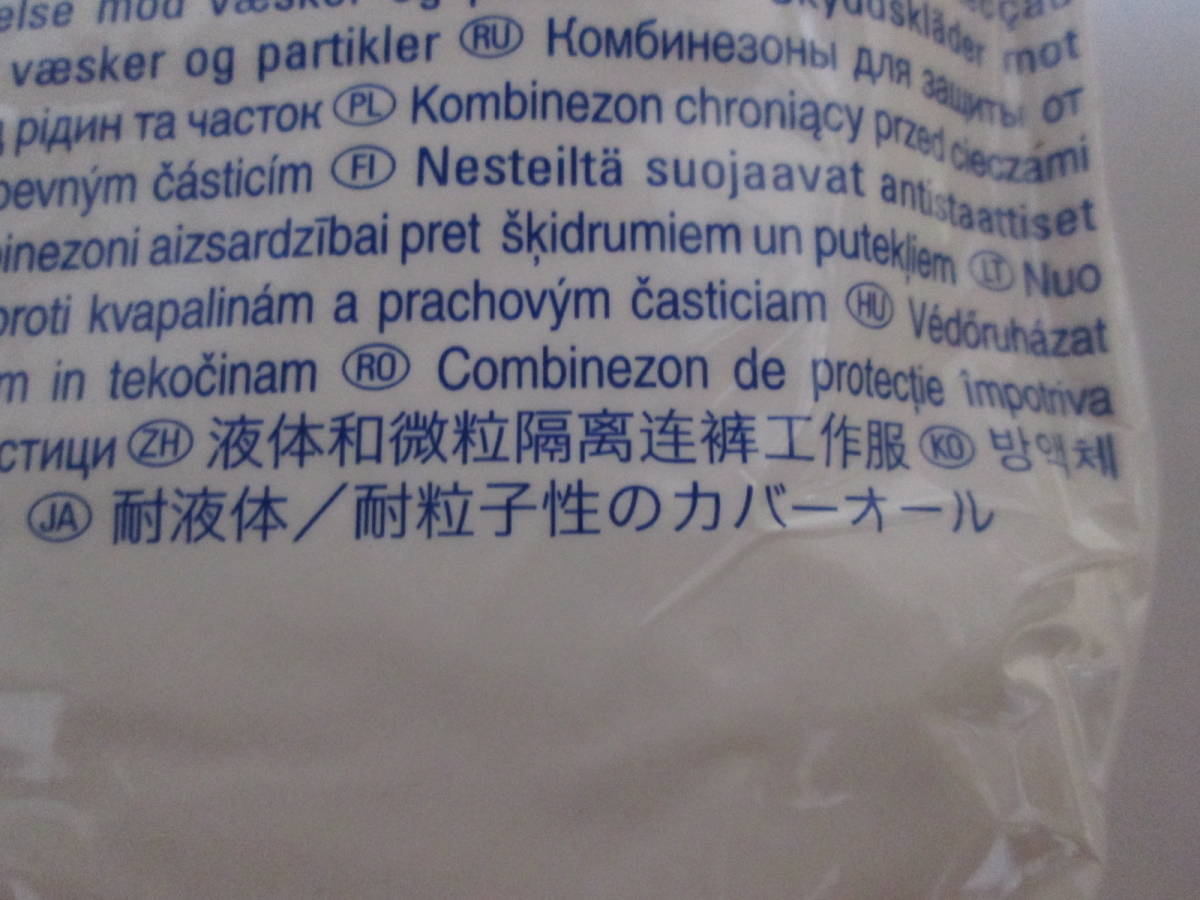 væsker og
Skyddskläder mot
væsker og partikler RU Комбинезоны для защиты от
рідин та часток PL Kombinezon chroniący przed cieczami
pevným částicím FI Nesteiltä suojaavat antistaattiset
inezoni aizsardzībai pret šķidrumiem un putekļiem LT Nuo
proti kvapalinám a prachovým časticiam HU Védőruházat
m in tekočinam RO Combinezon de protecție împotriva
стици ZH 液体和微粒隔离连裤工作服 KO 방액체
JA 耐液体／耐粒子性のカバーオール